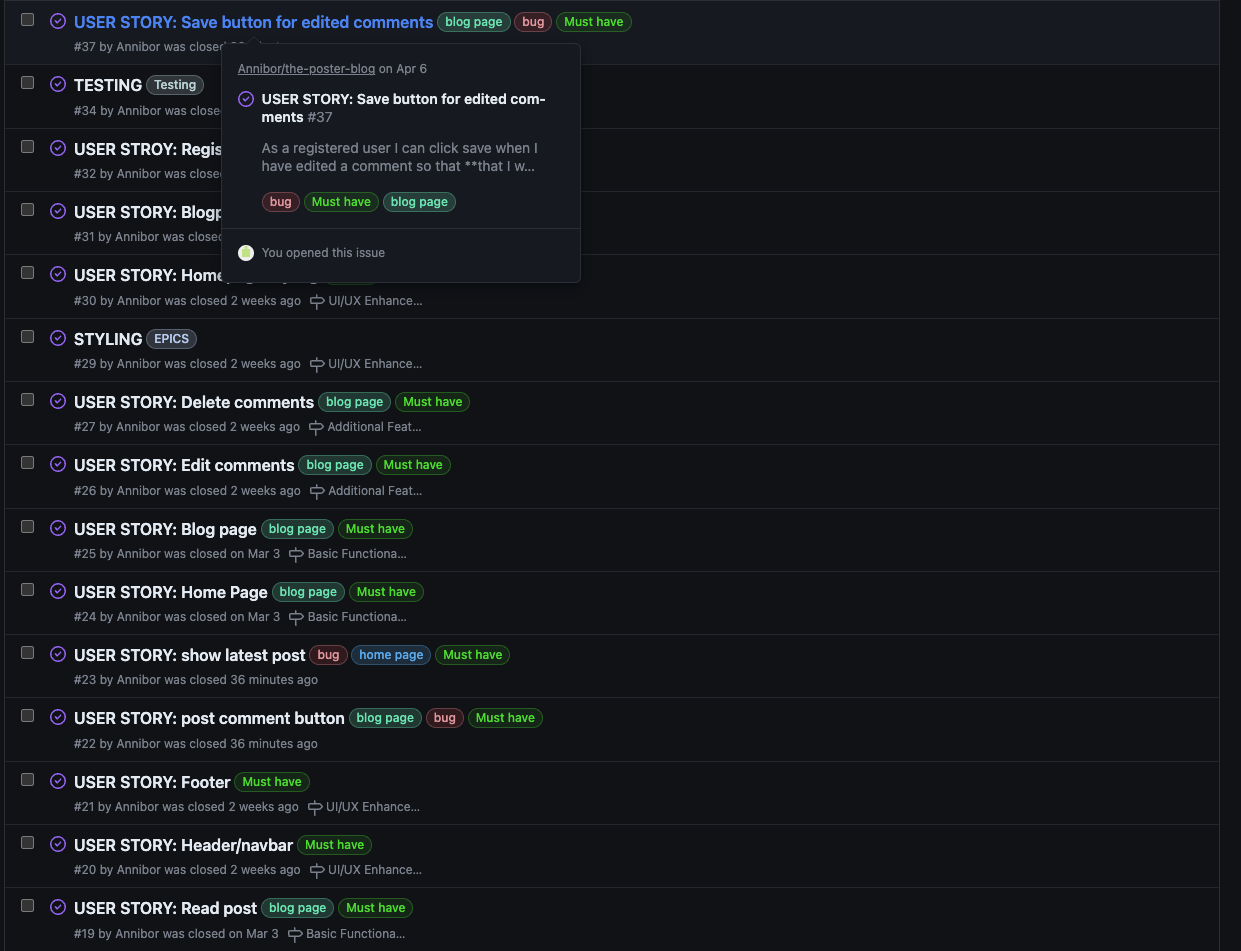 USER STORY: Save button for edited comments blog page bug Must have
#37 by Annibor was closed
Annibor/the-poster-blog on Apr 6
USER STORY: Save button for edited com-
ments #37
As a registered user I can click save when I
have edited a comment so that **that I w...
bug Must have blog page
You opened this issue
TESTING Testing
#34 by Annibor was close
USER STROY: Regis
#32 by Annibor was close
USER STORY: Blogp
#31 by Annibor was closed
USER STORY: Home
#30 by Annibor was closed 2 weeks ago UI/UX Enhance...
STYLING EPICS
#29 by Annibor was closed 2 weeks ago UI/UX Enhance...
USER STORY: Delete comments blog page Must have
#27 by Annibor was closed 2 weeks ago Additional Feat...
USER STORY: Edit comments blog page Must have
#26 by Annibor was closed 2 weeks ago Additional Feat...
USER STORY: Blog page blog page Must have
#25 by Annibor was closed on Mar 3 Basic Functiona...
USER STORY: Home Page blog page Must have
#24 by Annibor was closed on Mar 3 Basic Functiona...
USER STORY: show latest post bug home page Must have
#23 by Annibor was closed 36 minutes ago
USER STORY: post comment button blog page bug Must have
#22 by Annibor was closed 36 minutes ago
USER STORY: Footer Must have
#21 by Annibor was closed 2 weeks ago UI/UX Enhance...
USER STORY: Header/navbar Must have
#20 by Annibor was closed 2 weeks ago UI/UX Enhance...
USER STORY: Read post blog page Must have
#19 by Annibor was closed on Mar 3 Basic Functiona...